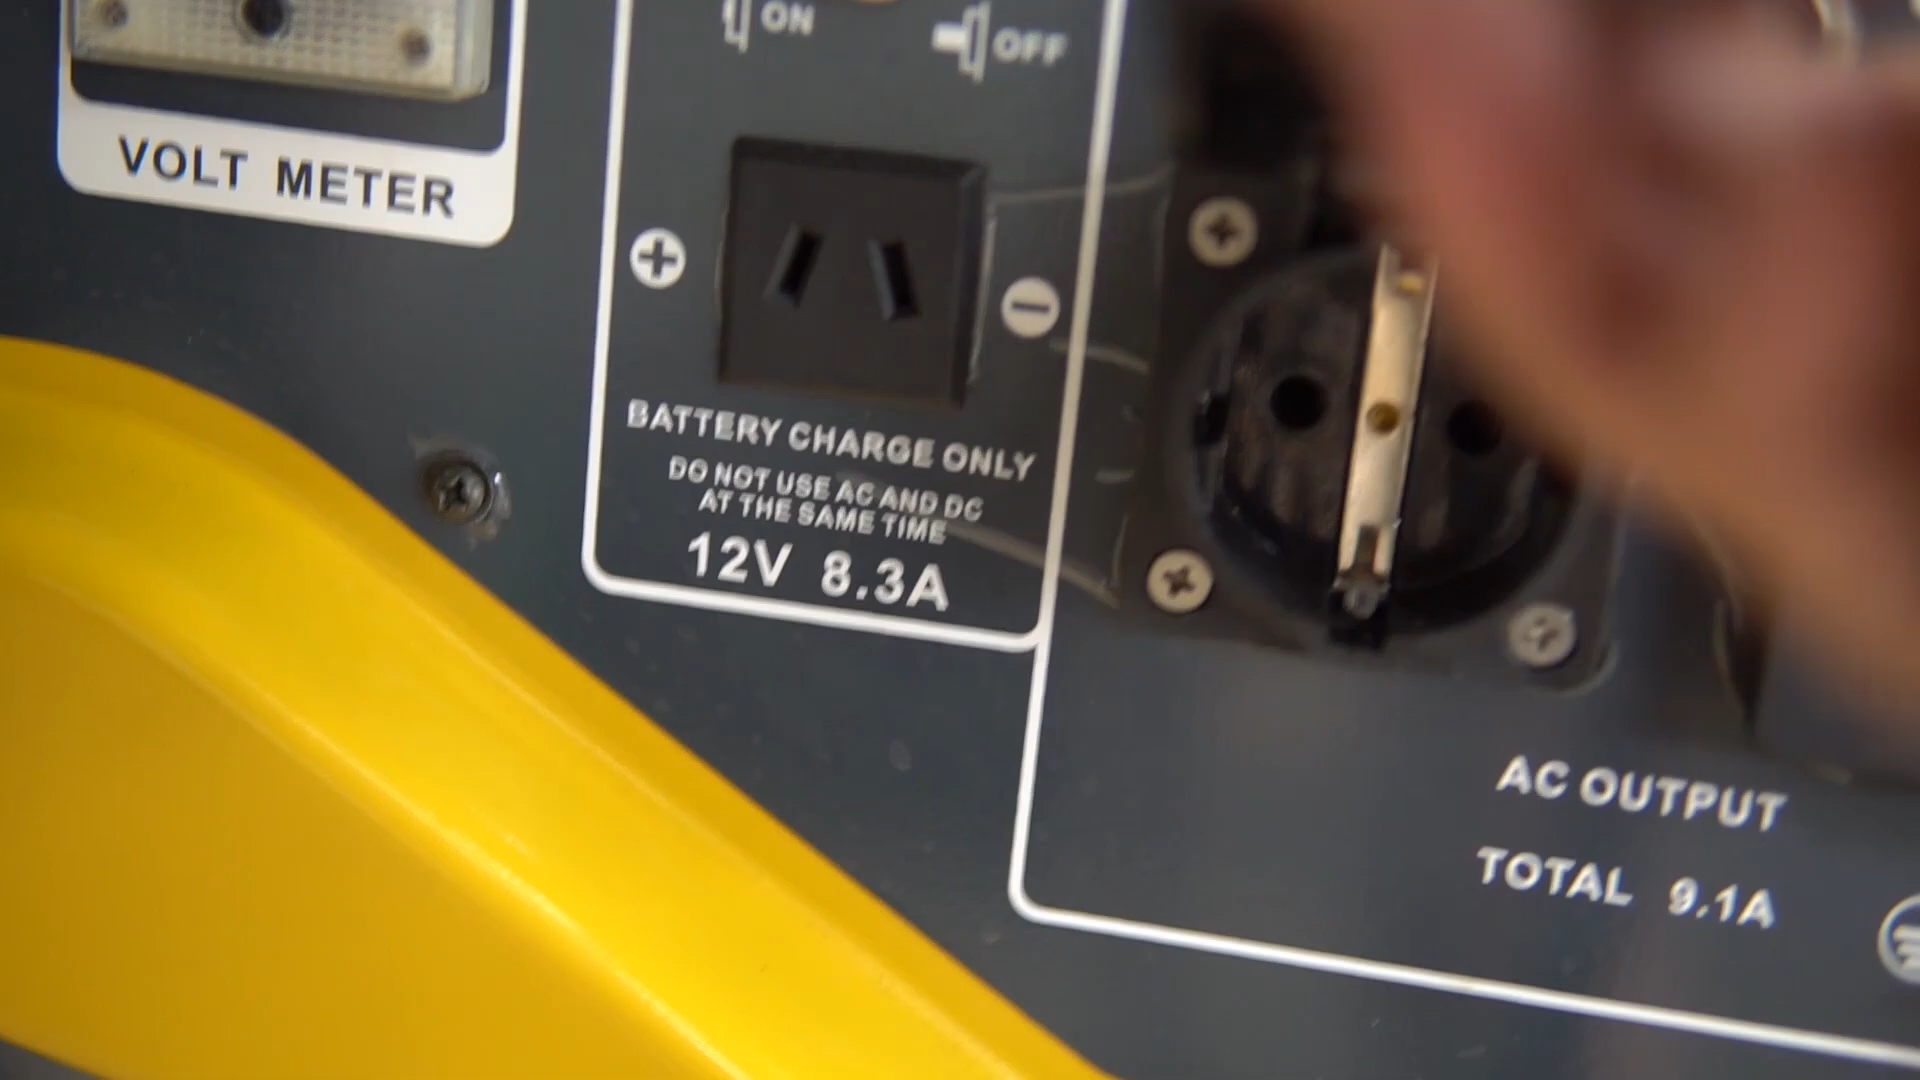 ON
OFF
VOLT METER
BATTERY CHARGE ONLY
DO NOT USE AC AND DC
AT THE SAME TIME
12V 8.3A
AC OUTPUT
TOTAL 9.1A